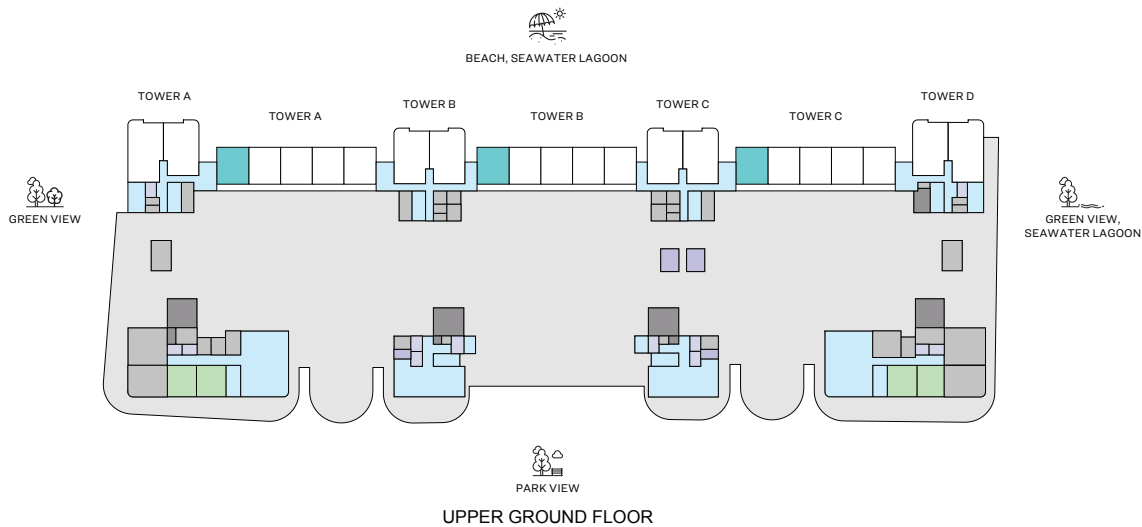 BEACH, SEAWATER LAGOON
TOWER A
TOWER A
TOWER B
TOWER B
TOWER C
TOWER C
TOWER D
GREEN VIEW
GREEN VIEW,
SEAWATER LAGOON
PARK VIEW
UPPER GROUND FLOOR